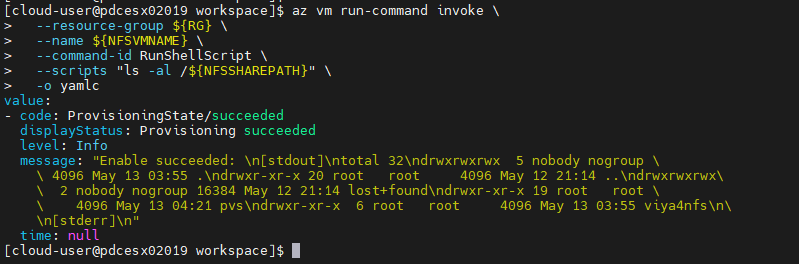 [cloud-user@pdcesx02019 workspace]$ az vm run-command invoke \
>   --resource-group ${RG} \
>   --name ${NFSVMNAME} \
>   --command-id RunShellScript \
>   --scripts "ls -al /${NFSSHAREPATH}" \
>   -o yamlc
value:
- code: ProvisioningState/succeeded
  displayStatus: Provisioning succeeded
  level: Info
  message: "Enable succeeded: \n[stdout]\ntotal 32\ndrwxrwxrwx  5 nobody nogroup \
    \ 4096 May 13 03:55 .\ndrwxr-xr-x 20 root   root     4096 May 12 21:14 ..\ndrwxrwxrwx\
    \  2 nobody nogroup 16384 May 12 21:14 lost+found\ndrwxr-xr-x 19 root   root \
    \    4096 May 13 04:21 pvs\ndrwxr-xr-x  6 root   root     4096 May 13 03:55 viya4nfs\n\
    \n[stderr]\n"
  time: null
[cloud-user@pdcesx02019 workspace]$